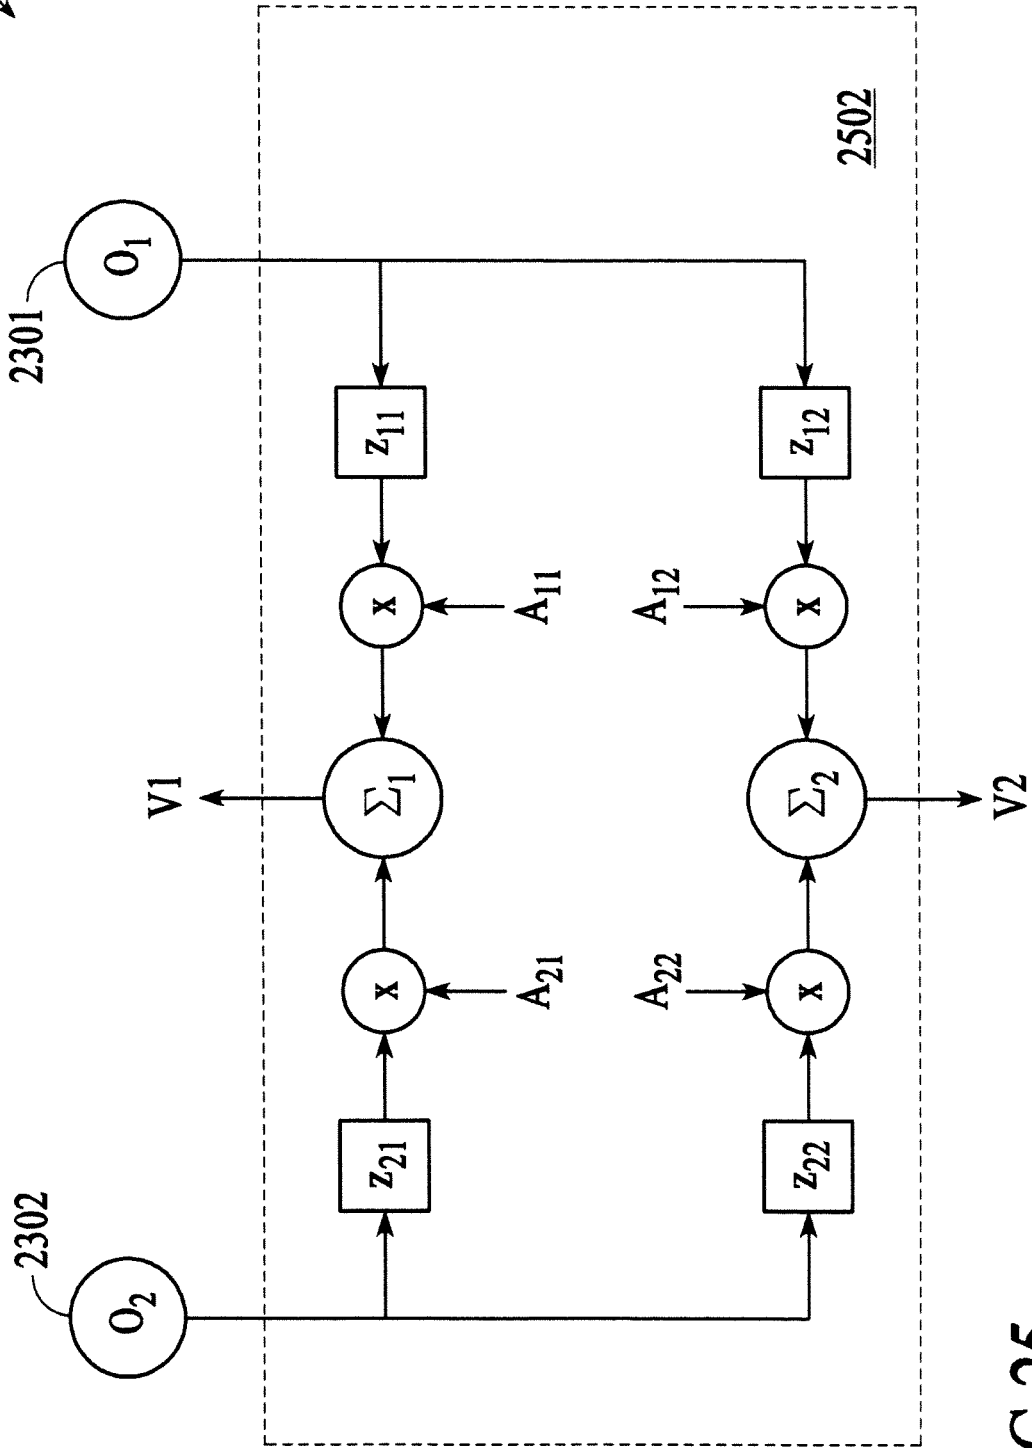 2302 2301
O₂ O₁
V1
z₂₁ x Σ₁ x z₁₁
A₂₁ A₁₁
A₂₂ A₁₂
z₂₂ x Σ₂ x z₁₂
2502
V2